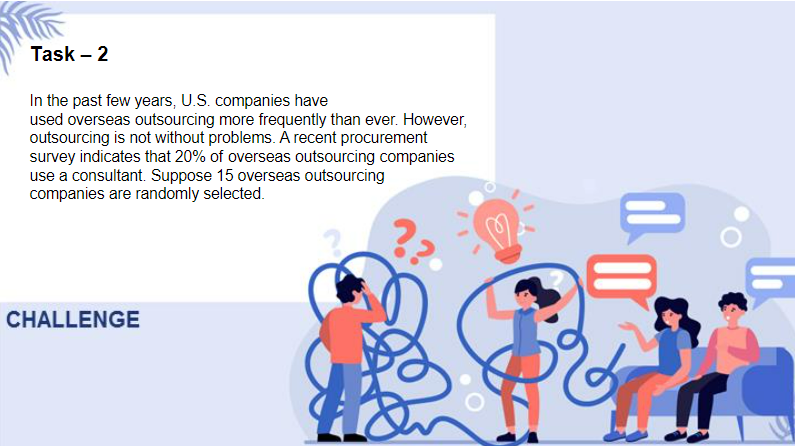 Task – 2
In the past few years, U.S. companies have
used overseas outsourcing more frequently than ever. However,
outsourcing is not without problems. A recent procurement
survey indicates that 20% of overseas outsourcing companies
use a consultant. Suppose 15 overseas outsourcing
companies are randomly selected.
CHALLENGE